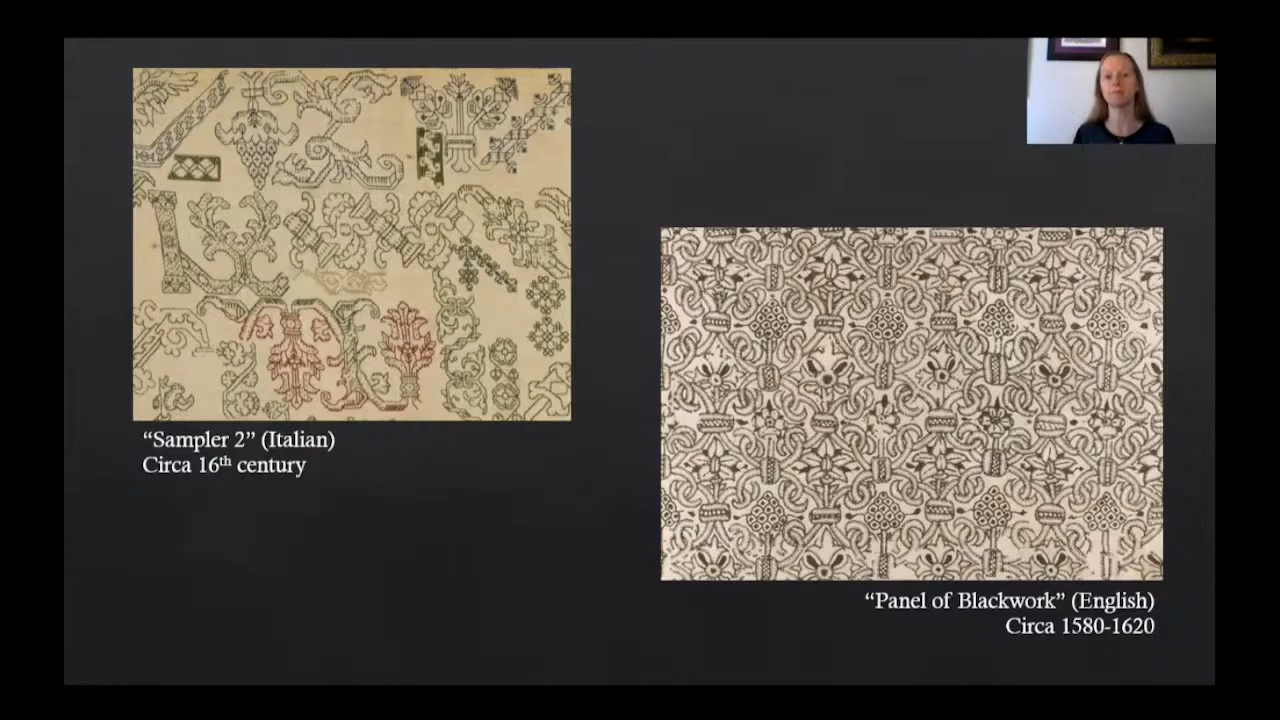 “Sampler 2” (Italian)
Circa 16th century
“Panel of Blackwork” (English)
Circa 1580-1620